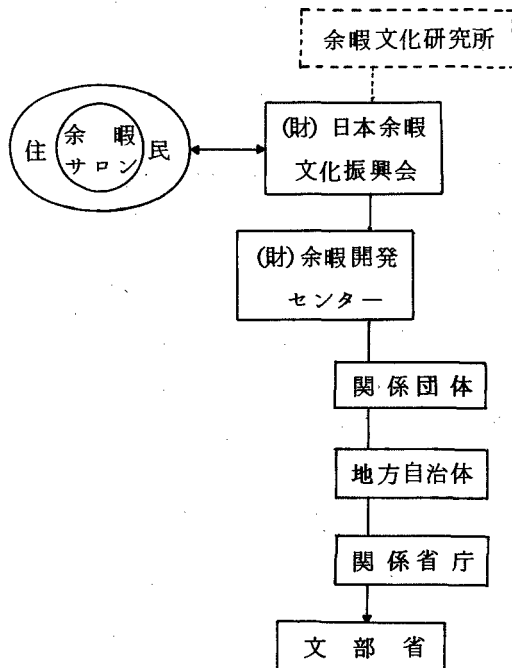 余暇文化研究所
(財)日本余暇
文化振興会
住 余暇 民
サロン
(財)余暇開発
センター
関係団体
地方自治体
関係省庁
文部省